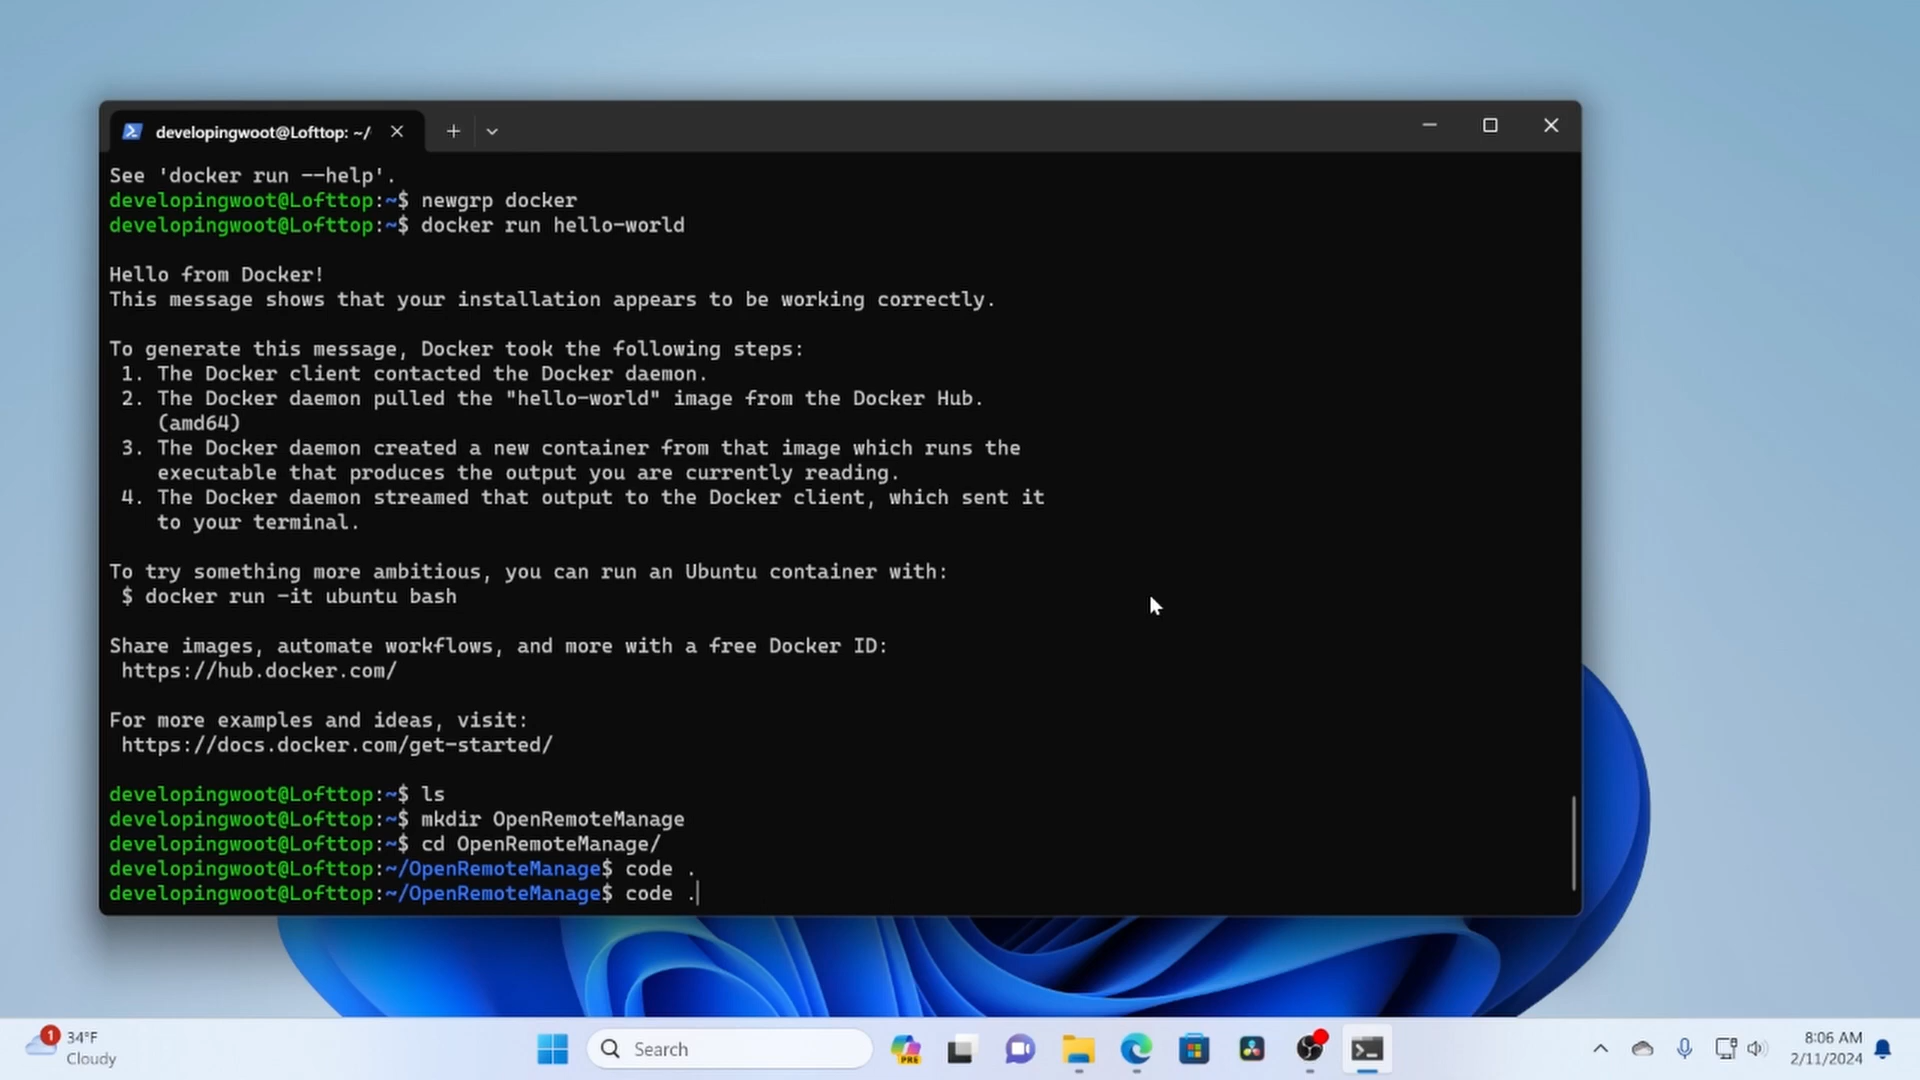 developingwoot@Lofttop: ~/
See 'docker run --help'.
developingwoot@Lofttop:~$ newgrp docker
developingwoot@Lofttop:~$ docker run hello-world
Hello from Docker!
This message shows that your installation appears to be working correctly.
To generate this message, Docker took the following steps:
1. The Docker client contacted the Docker daemon.
2. The Docker daemon pulled the "hello-world" image from the Docker Hub.
(amd64)
3. The Docker daemon created a new container from that image which runs the
executable that produces the output you are currently reading.
4. The Docker daemon streamed that output to the Docker client, which sent it
to your terminal.
To try something more ambitious, you can run an Ubuntu container with:
$ docker run -it ubuntu bash
Share images, automate workflows, and more with a free Docker ID:
https://hub.docker.com/
For more examples and ideas, visit:
https://docs.docker.com/get-started/
developingwoot@Lofttop:~$ ls
developingwoot@Lofttop:~$ mkdir OpenRemoteManage
developingwoot@Lofttop:~$ cd OpenRemoteManage/
developingwoot@Lofttop:~/OpenRemoteManage$ code .
developingwoot@Lofttop:~/OpenRemoteManage$ code .
1
34°F
Cloudy
Search
PRE
8:06 AM
2/11/2024